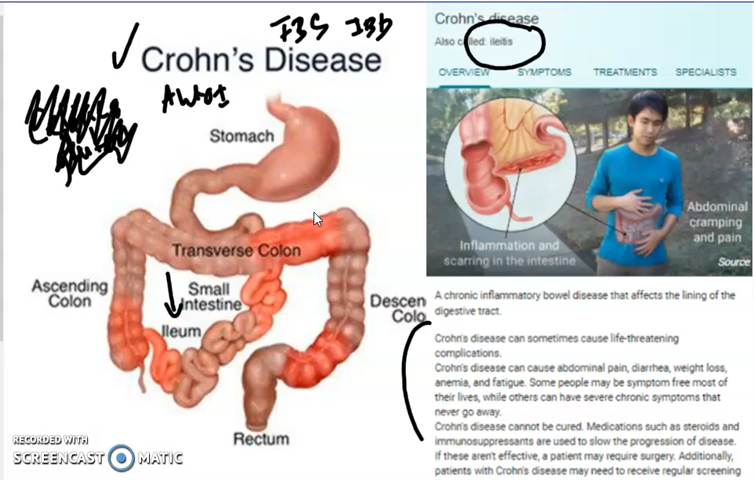 IBS IBD
Crohn's Disease
Stomach
Transverse Colon
Ascending
Colon
Small
Intestine
Ileum
Descen
Colo
Rectum
RECORDED WITH
SCREENCAST MATIC
Crohn's disease
Also called: ileitis
OVERVIEW SYMPTOMS TREATMENTS SPECIALISTS
Inflammation and
scarring in the intestine
Abdominal
cramping
and pain
Source
A chronic inflammatory bowel disease that affects the lining of the
digestive tract.
Crohn's disease can sometimes cause life-threatening
complications.
Crohn's disease can cause abdominal pain, diarrhea, weight loss,
anemia, and fatigue. Some people may be symptom free most of
their lives, while others can have severe chronic symptoms that
never go away.
Crohn's disease cannot be cured. Medications such as steroids and
immunosuppressants are used to slow the progression of disease.
If these aren't effective, a patient may require surgery. Additionally,
patients with Crohn's disease may need to receive regular screening